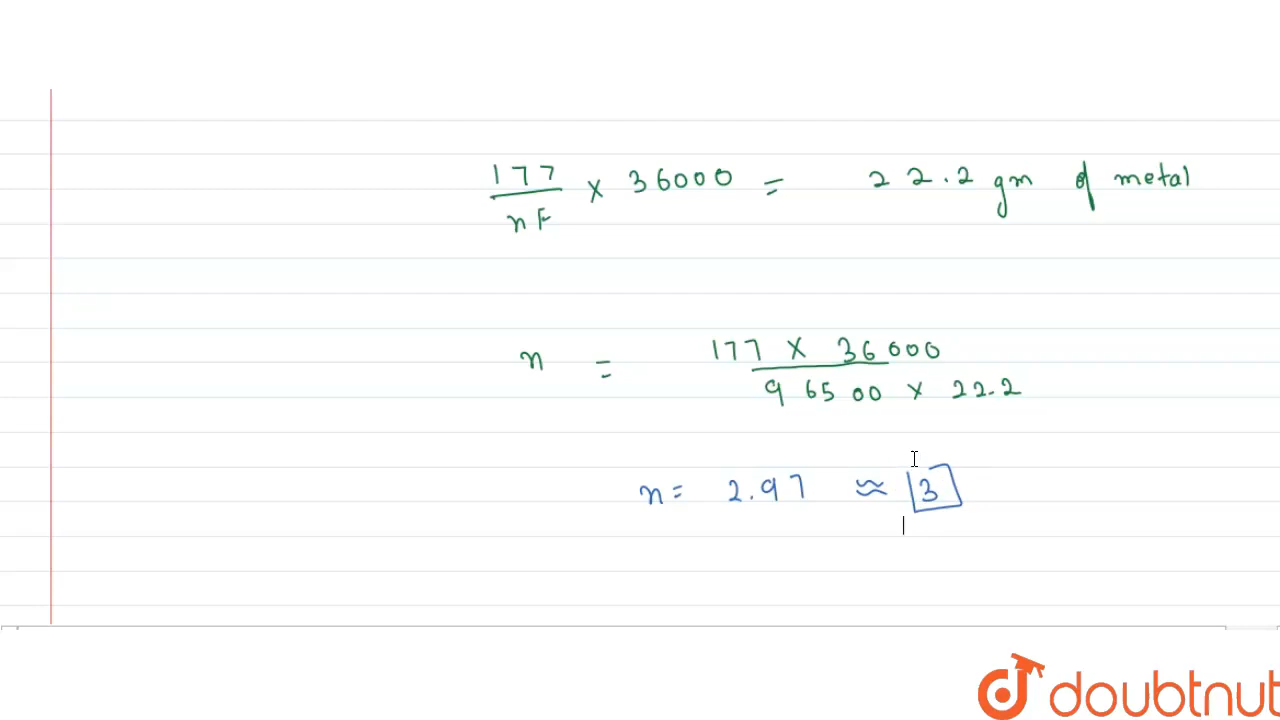 177/nF × 36000 = 22.2 gm of metal
n = 177 × 36000 / 96500 × 22.2
n = 2.97 ≈ 3
doubtnut